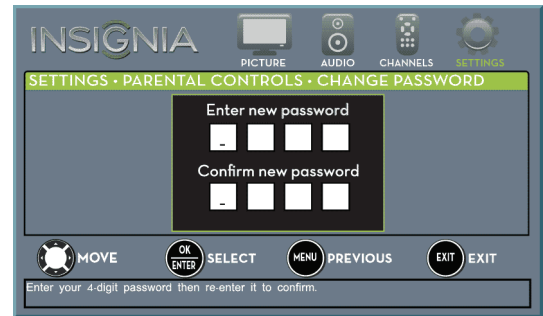 INSIGNIA
PICTURE AUDIO CHANNELS SETTINGS
SETTINGS • PARENTAL CONTROLS • CHANGE PASSWORD
Enter new password
_
Confirm new password
_
MOVE OK ENTER SELECT MENU PREVIOUS EXIT EXIT
Enter your 4-digit password then re-enter it to confirm.